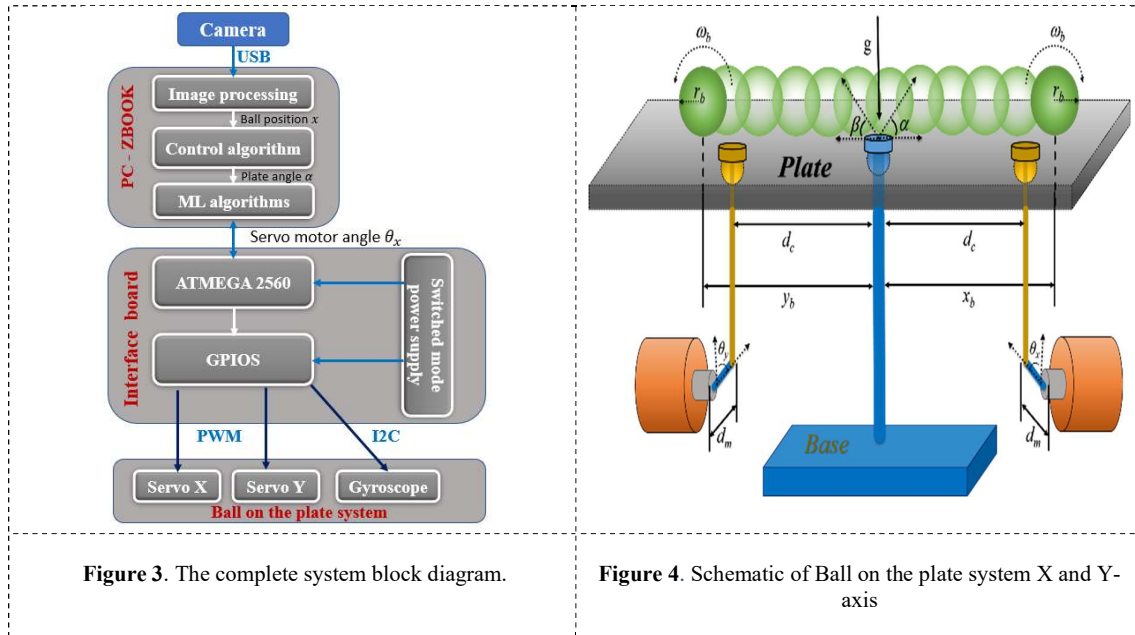 Camera
USB
PC - ZBOOK
Image processing
Ball position x
Control algorithm
Plate angle α
ML algorithms
Servo motor angle θx
Interface board
ATMEGA 2560
GPIOS
Switched mode
power supply
PWM
I2C
Servo X
Servo Y
Gyroscope
Ball on the plate system
Figure 3. The complete system block diagram.
ωb
g
ωb
rb
rb
β
α
Plate
dc
dc
yb
xb
θy
θx
dm
dm
Base
Figure 4. Schematic of Ball on the plate system X and Y-
axis